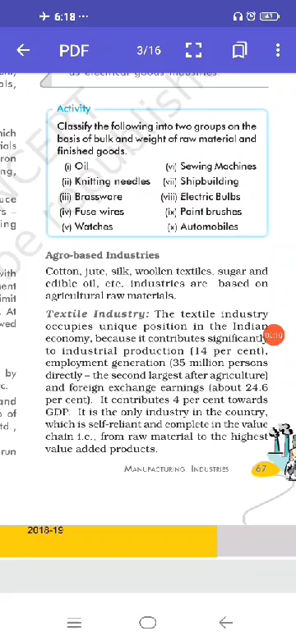 6:18 ...
41
PDF
3/16
as electrical goods industries.
Activity
Classify the following into two groups on the
basis of bulk and weight of raw material and
finished goods.
(i) Oil
(vi) Sewing Machines
(ii) Knitting needles
(vii) Shipbuilding
(iii) Brassware
(viii) Electric Bulbs
(iv) Fuse wires
(ix) Paint brushes
(v) Watches
(x) Automobiles
Agro-based Industries
Cotton, jute, silk, woollen textiles, sugar and
edible oil, etc. industries are based on
agricultural raw materials.
Textile Industry: The textile industry
occupies unique position in the Indian
economy, because it contributes significantly
to industrial production (14 per cent),
employment generation (35 million persons
directly – the second largest after agriculture)
and foreign exchange earnings (about 24.6
per cent). It contributes 4 per cent towards
GDP. It is the only industry in the country,
which is self-reliant and complete in the value
chain i.e., from raw material to the highest
value added products.
MANUFACTURING INDUSTRIES
67
2018-19